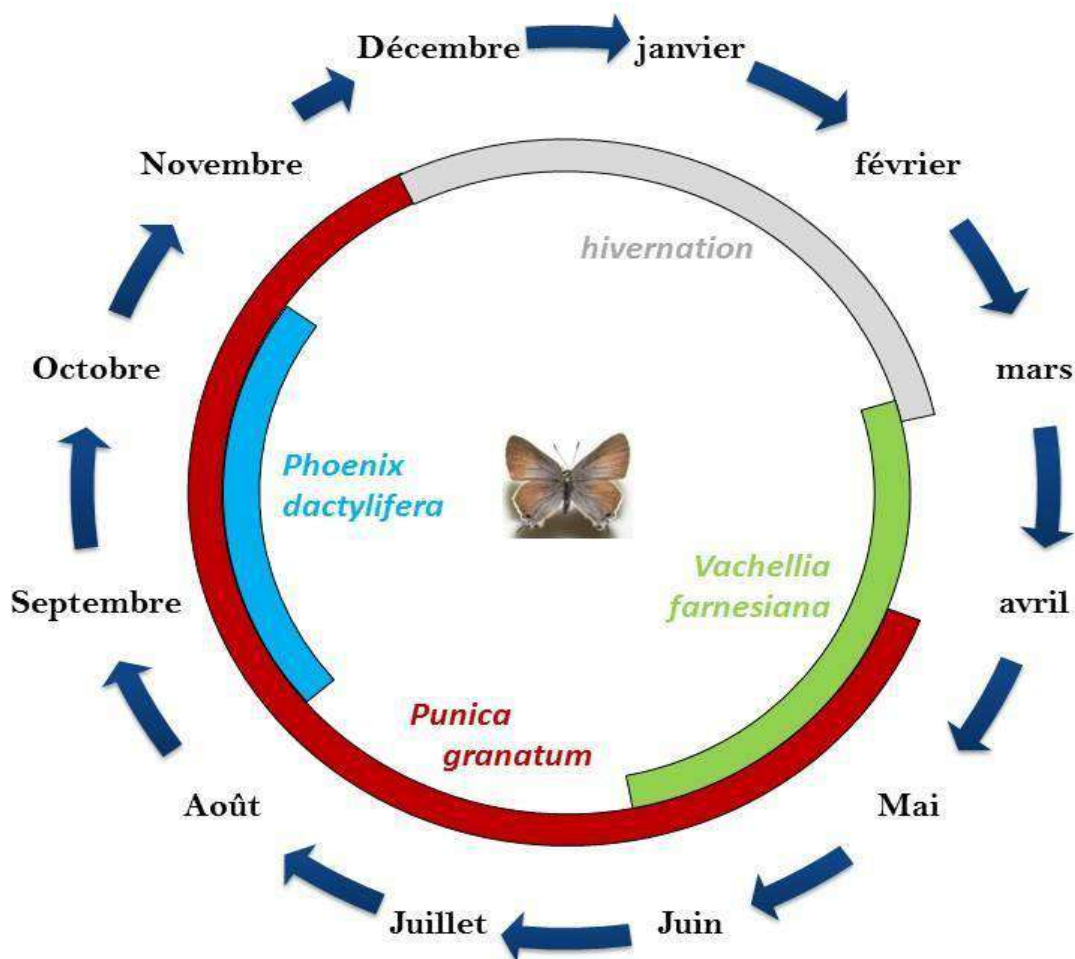 Décembre
janvier
Novembre
février
hivernation
Octobre
mars
Phoenix
dactylifera
Vachellia
farnesiana
Septembre
avril
Punica
granatum
Août
Mai
Juillet
Juin